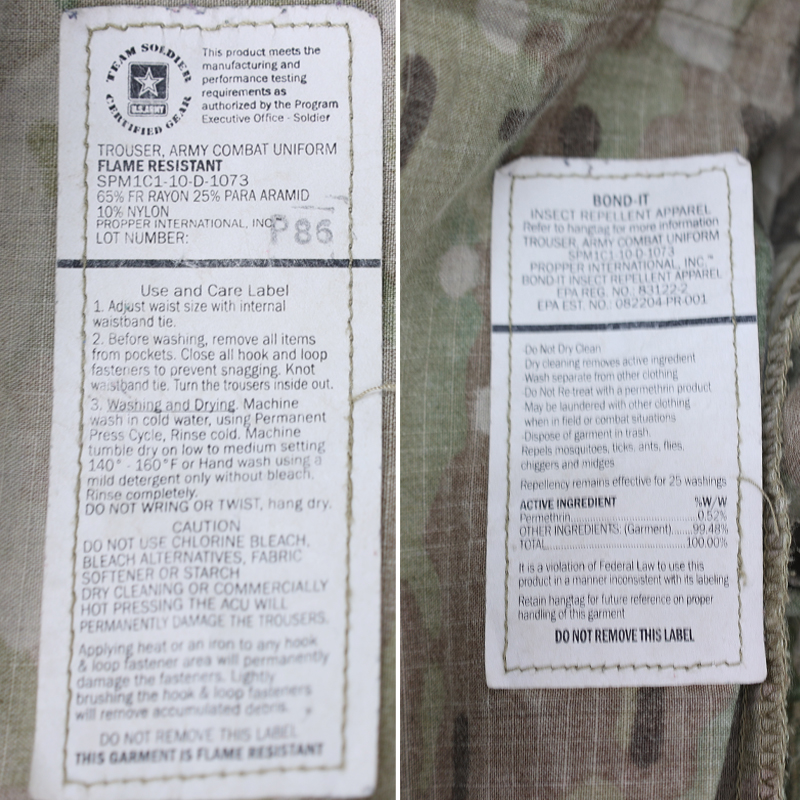 TEAM SOLDIER
U.S. ARMY
CERTIFIED GEAR
This product meets the
manufacturing and
performance testing
requirements as
authorized by the Program
Executive Office - Soldier
TROUSER, ARMY COMBAT UNIFORM
FLAME RESISTANT
SPM1C1-10-D-1073
65% FR RAYON 25% PARA ARAMID
10% NYLON
PROPPER INTERNATIONAL, INC.
LOT NUMBER: P86
Use and Care Label
1. Adjust waist size with internal
waistband tie.
2. Before washing, remove all items
from pockets. Close all hook and loop
fasteners to prevent snagging. Knot
waistband tie. Turn the trousers inside out.
3. Washing and Drying. Machine
wash in cold water, using Permanent
Press Cycle, Rinse cold. Machine
tumble dry on low to medium setting
140° - 160°F or Hand wash using a
mild detergent only without bleach.
Rinse completely.
DO NOT WRING OR TWIST, hang dry.
CAUTION
DO NOT USE CHLORINE BLEACH,
BLEACH ALTERNATIVES, FABRIC
SOFTENER OR STARCH
DRY CLEANING OR COMMERCIALLY
HOT PRESSING THE ACU WILL
PERMANENTLY DAMAGE THE TROUSERS.
Applying heat or an iron to any hook
& loop fastener area will permanently
damage the fasteners. Lightly
brushing the hook & loop fasteners
will remove accumulated debris.
DO NOT REMOVE THIS LABEL
THIS GARMENT IS FLAME RESISTANT
BOND-IT
INSECT REPELLENT APPAREL
Refer to hangtag for more information
TROUSER, ARMY COMBAT UNIFORM
SPM1C1-10-D-1073
PROPPER INTERNATIONAL, INC.™
BOND-IT INSECT REPELLENT APPAREL
EPA REG. NO.: 83122-2
EPA EST. NO.: 082204-PR-001
·Do Not Dry Clean
Dry cleaning removes active ingredient
Wash separate from other clothing
·Do Not Re-treat with a permethrin product
·May be laundered with other clothing
when in field or combat situations
·Dispose of garment in trash
Repels mosquitoes, ticks, ants, flies,
chiggers and midges
Repellency remains effective for 25 washings
ACTIVE INGREDIENT %W/W
Permethrin..............................0.52%
OTHER INGREDIENTS: (Garment).....99.48%
TOTAL..............................100.00%
It is a violation of Federal Law to use this
product in a manner inconsistent with its labeling
Retain hangtag for future reference on proper
handling of this garment
DO NOT REMOVE THIS LABEL